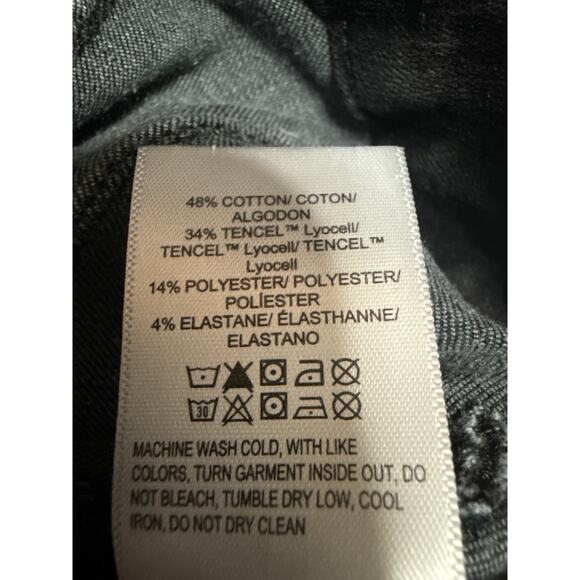 48% COTTON/ COTON/
ALGODON
34% TENCEL™ Lyocell/
TENCEL™ Lyocell/ TENCEL™
Lyocell
14% POLYESTER/ POLYESTER/
POLÍESTER
4% ELASTANE/ ÉLASTHANNE/
ELASTANO
30
MACHINE WASH COLD, WITH LIKE
COLORS, TURN GARMENT INSIDE OUT, DO
NOT BLEACH, TUMBLE DRY LOW, COOL
IRON, DO NOT DRY CLEAN